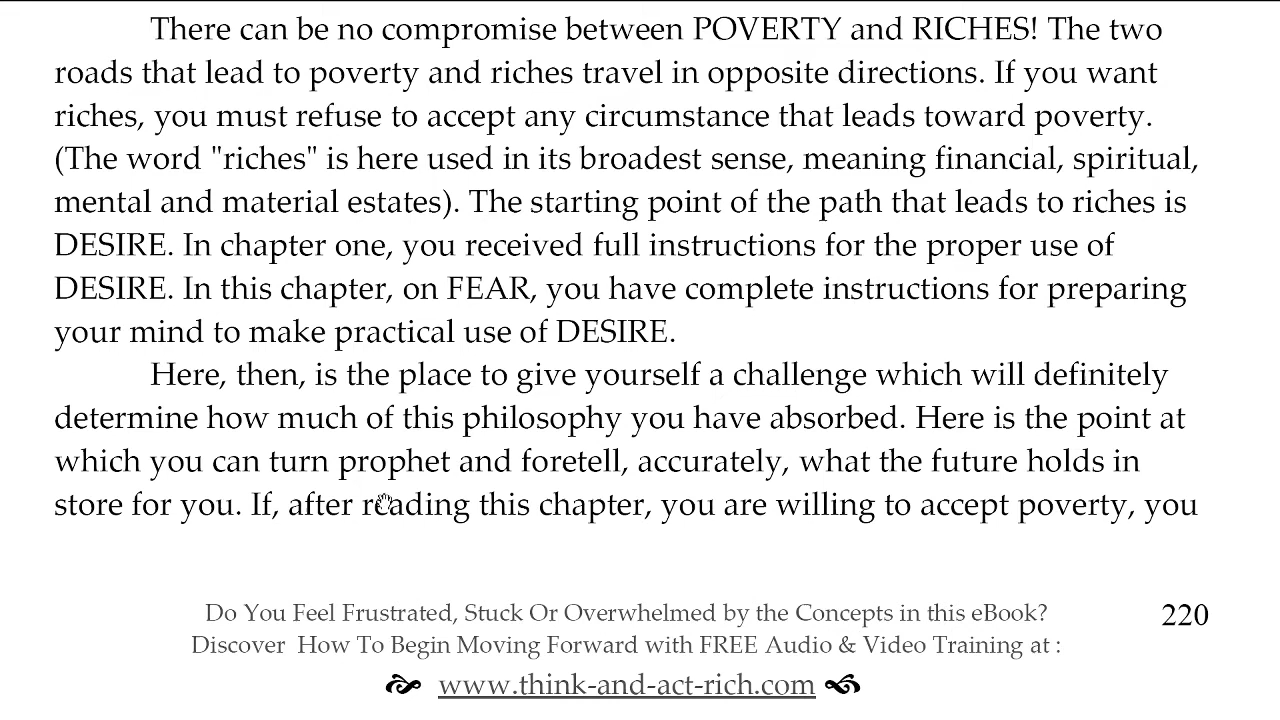 There can be no compromise between POVERTY and RICHES! The two
roads that lead to poverty and riches travel in opposite directions. If you want
riches, you must refuse to accept any circumstance that leads toward poverty.
(The word "riches" is here used in its broadest sense, meaning financial, spiritual,
mental and material estates). The starting point of the path that leads to riches is
DESIRE. In chapter one, you received full instructions for the proper use of
DESIRE. In this chapter, on FEAR, you have complete instructions for preparing
your mind to make practical use of DESIRE.
Here, then, is the place to give yourself a challenge which will definitely
determine how much of this philosophy you have absorbed. Here is the point at
which you can turn prophet and foretell, accurately, what the future holds in
store for you. If, after reading this chapter, you are willing to accept poverty, you
Do You Feel Frustrated, Stuck Or Overwhelmed by the Concepts in this eBook?
220
Discover How To Begin Moving Forward with FREE Audio & Video Training at :
www.think-and-act-rich.com